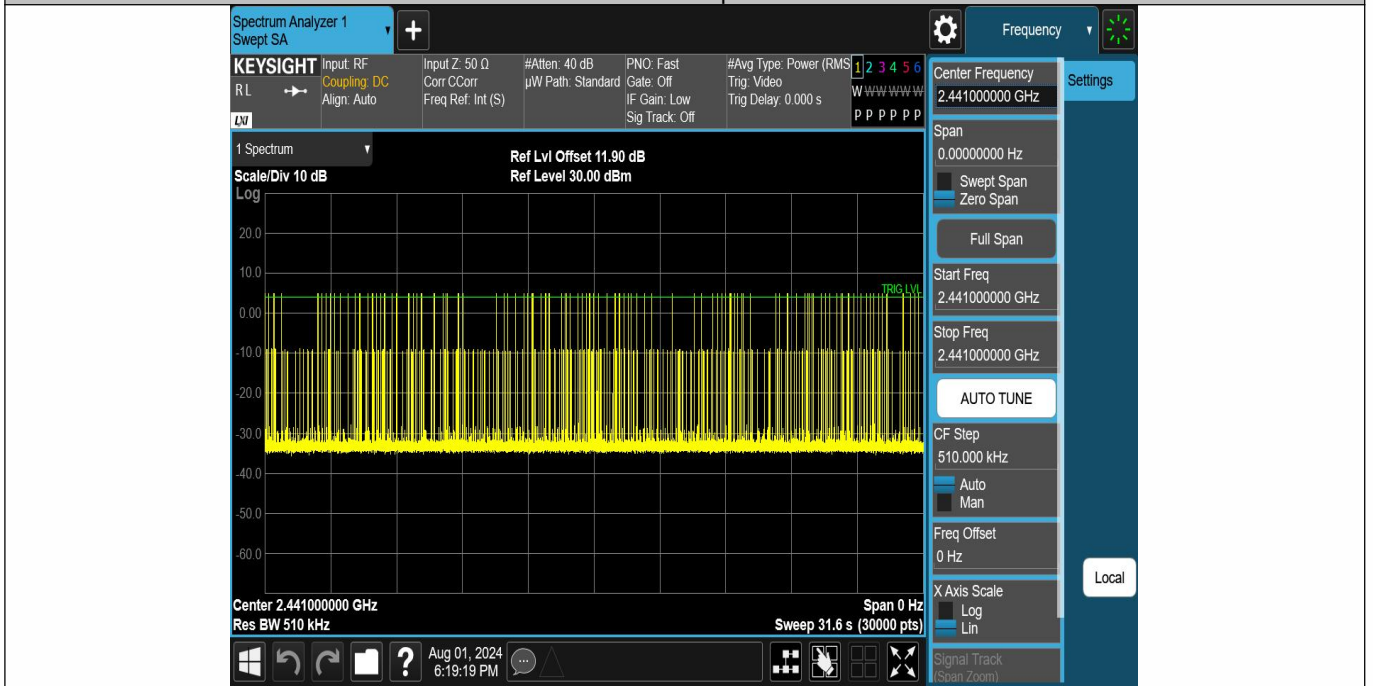 Spectrum Analyzer 1
Swept SA
Frequency
KEYSIGHT
RL
LXI
Input: RF
Coupling: DC
Align: Auto
Input Z: 50 Ω
Corr CCorr
Freq Ref: Int (S)
#Atten: 40 dB
µW Path: Standard
PNO: Fast
Gate: Off
IF Gain: Low
Sig Track: Off
#Avg Type: Power (RMS
Trig: Video
Trig Delay: 0.000 s
1 2 3 4 5 6
W W W W W W
P P P P P P
1 Spectrum
Scale/Div 10 dB
Log
Ref Lvl Offset 11.90 dB
Ref Level 30.00 dBm
20.0
10.0
TRIG LVL
0.00
-10.0
-20.0
-30.0
-40.0
-50.0
-60.0
Center 2.441000000 GHz
Res BW 510 kHz
Span 0 Hz
Sweep 31.6 s (30000 pts)
Aug 01, 2024
6:19:19 PM
Center Frequency
2.441000000 GHz
Settings
Span
0.00000000 Hz
Swept Span
Zero Span
Full Span
Start Freq
2.441000000 GHz
Stop Freq
2.441000000 GHz
AUTO TUNE
CF Step
510.000 kHz
Auto
Man
Freq Offset
0 Hz
Local
X Axis Scale
Log
Lin
Signal Track
(Span Zoom)